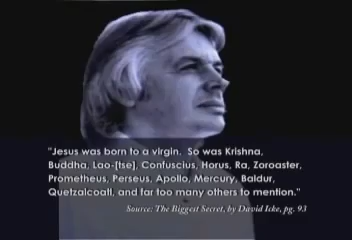 "Jesus was born to a virgin. So was Krishna,
Buddha, Lao-[tse], Confuscius, Horus, Ra, Zoroaster,
Prometheus, Perseus, Apollo, Mercury, Baldur,
Quetzalcoatl, and far too many others to mention."
Source: The Biggest Secret, by David Icke, pg. 93